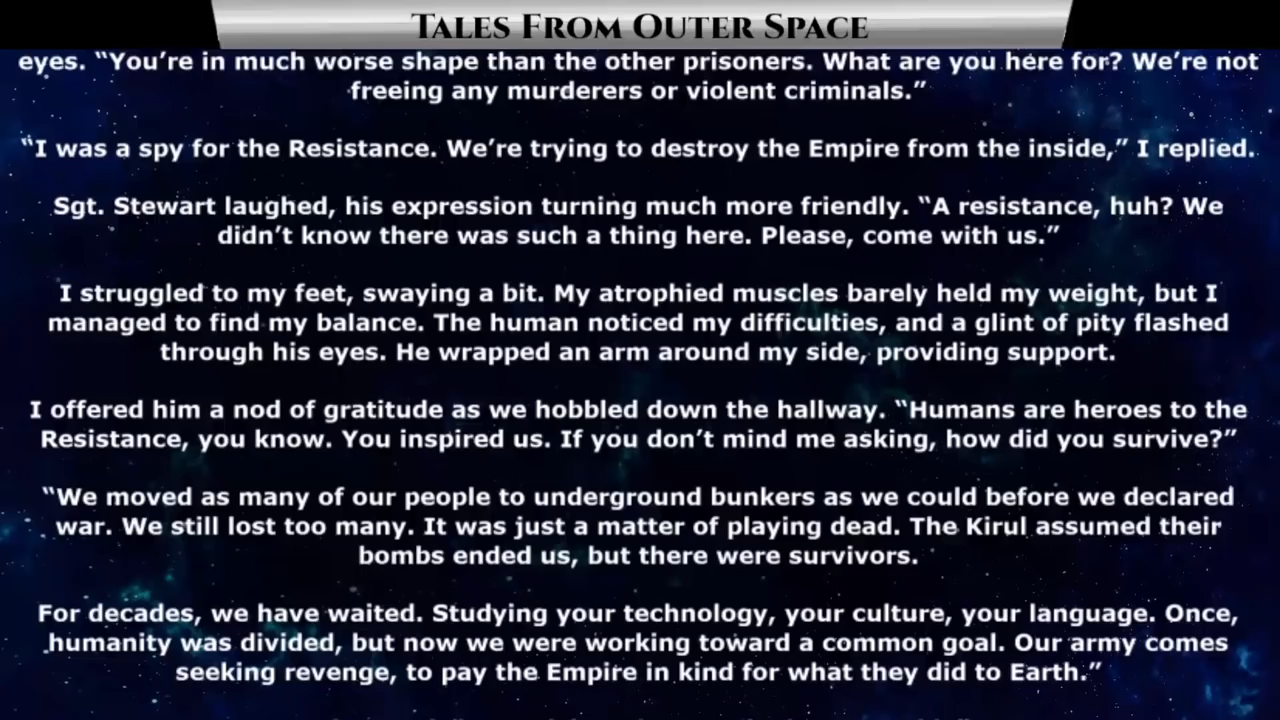 Tales From Outer Space
eyes. “You’re in much worse shape than the other prisoners. What are you here for? We’re not
freeing any murderers or violent criminals.”
“I was a spy for the Resistance. We’re trying to destroy the Empire from the inside,” I replied.
Sgt. Stewart laughed, his expression turning much more friendly. “A resistance, huh? We
didn’t know there was such a thing here. Please, come with us.”
I struggled to my feet, swaying a bit. My atrophied muscles barely held my weight, but I
managed to find my balance. The human noticed my difficulties, and a glint of pity flashed
through his eyes. He wrapped an arm around my side, providing support.
I offered him a nod of gratitude as we hobbled down the hallway. “Humans are heroes to the
Resistance, you know. You inspired us. If you don’t mind me asking, how did you survive?”
“We moved as many of our people to underground bunkers as we could before we declared
war. We still lost too many. It was just a matter of playing dead. The Kirul assumed their
bombs ended us, but there were survivors.
For decades, we have waited. Studying your technology, your culture, your language. Once,
humanity was divided, but now we were working toward a common goal. Our army comes
seeking revenge, to pay the Empire in kind for what they did to Earth.”